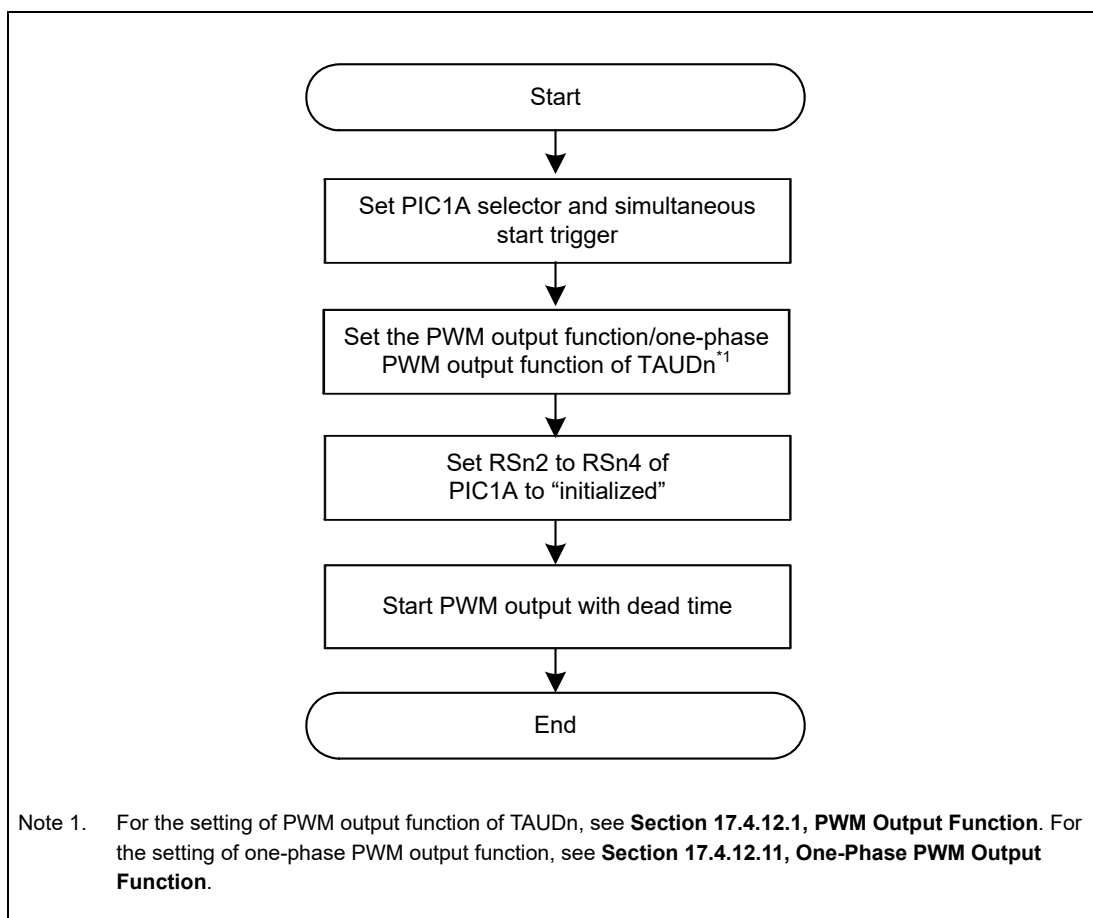 Start
Set PIC1A selector and simultaneous
start trigger
Set the PWM output function/one-phase
PWM output function of TAUDn*1
Set RSn2 to RSn4 of
PIC1A to “initialized”
Start PWM output with dead time
End
Note 1. For the setting of PWM output function of TAUDn, see Section 17.4.12.1, PWM Output Function. For
the setting of one-phase PWM output function, see Section 17.4.12.11, One-Phase PWM Output
Function.